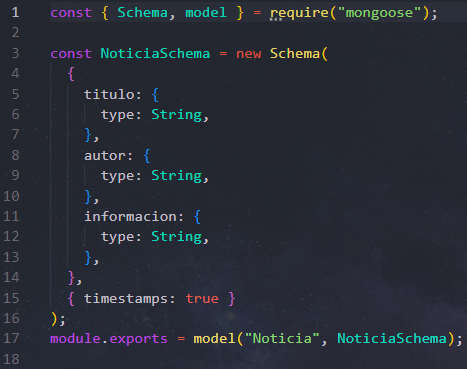 1 const { Schema, model } = require("mongoose");
2
3 const NoticiaSchema = new Schema(
4   {
5     titulo: {
6       type: String,
7     },
8     autor: {
9       type: String,
10     },
11     informacion: {
12       type: String,
13     },
14   },
15   { timestamps: true }
16 );
17 module.exports = model("Noticia", NoticiaSchema);
18